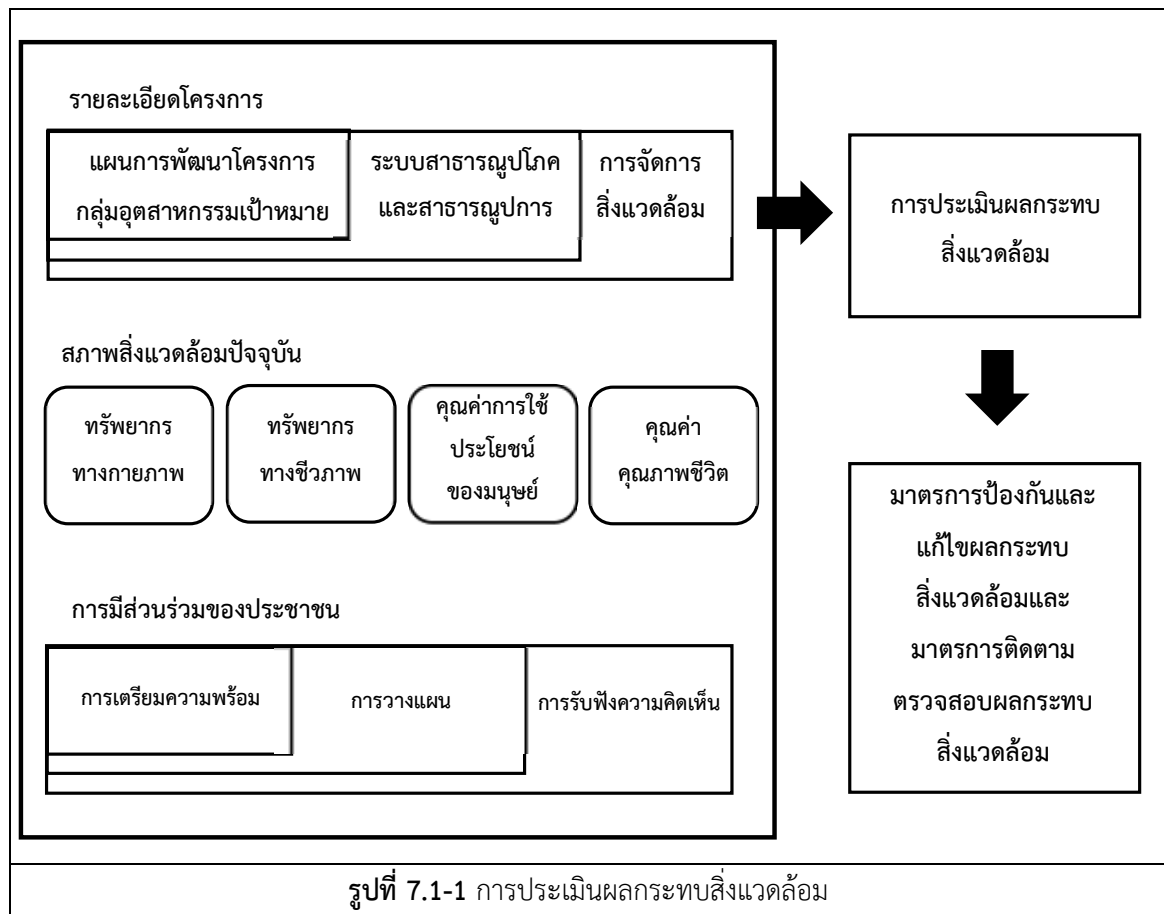 รายละเอียดโครงการ
แผนการพัฒนาโครงการ
กลุ่มอุตสาหกรรมเป้าหมาย
ระบบสาธารณูปโภค
และสาธารณูปการ
การจัดการ
สิ่งแวดล้อม
สภาพสิ่งแวดล้อมปัจจุบัน
ทรัพยากร
ทางกายภาพ
ทรัพยากร
ทางชีวภาพ
คุณค่าการใช้
ประโยชน์
ของมนุษย์
คุณค่า
คุณภาพชีวิต
การมีส่วนร่วมของประชาชน
การเตรียมความพร้อม
การวางแผน
การรับฟังความคิดเห็น
การประเมินผลกระทบ
สิ่งแวดล้อม
มาตรการป้องกันและ
แก้ไขผลกระทบ
สิ่งแวดล้อมและ
มาตรการติดตาม
ตรวจสอบผลกระทบ
สิ่งแวดล้อม
รูปที่ 7.1-1 การประเมินผลกระทบสิ่งแวดล้อม